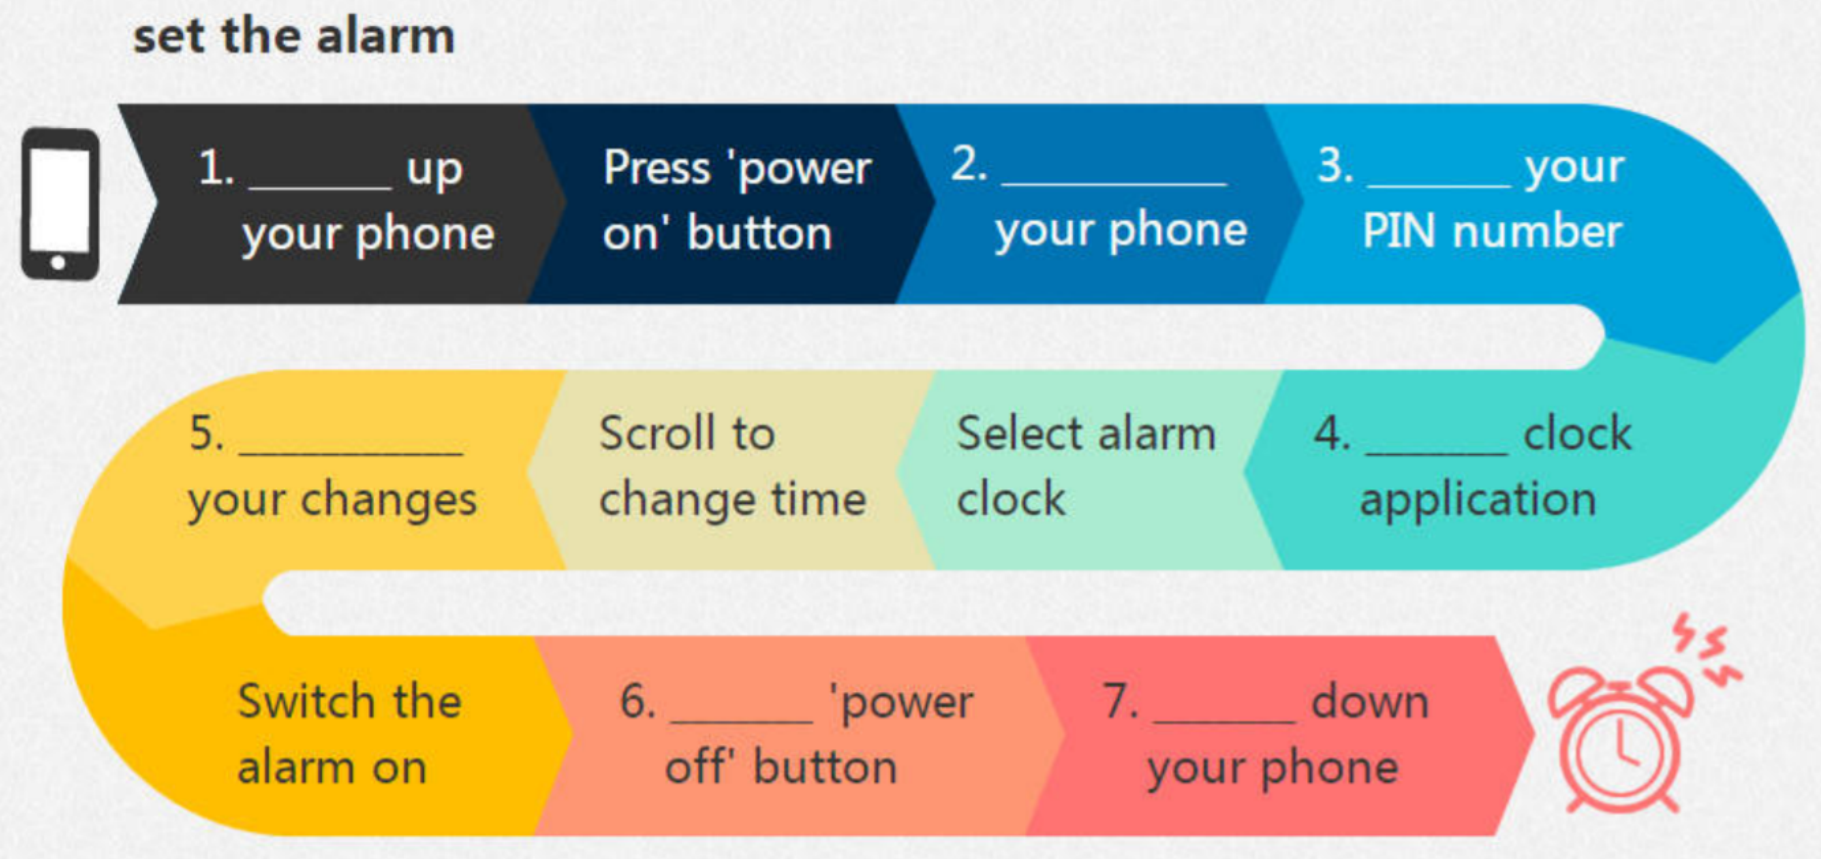 set the alarm
1. ______ up
your phone
Press 'power
on' button
2. __________
your phone
3. ______ your
PIN number
4. ______ clock
application
Select alarm
clock
Scroll to
change time
5. __________
your changes
Switch the
alarm on
6. ______ 'power
off' button
7. ______ down
your phone